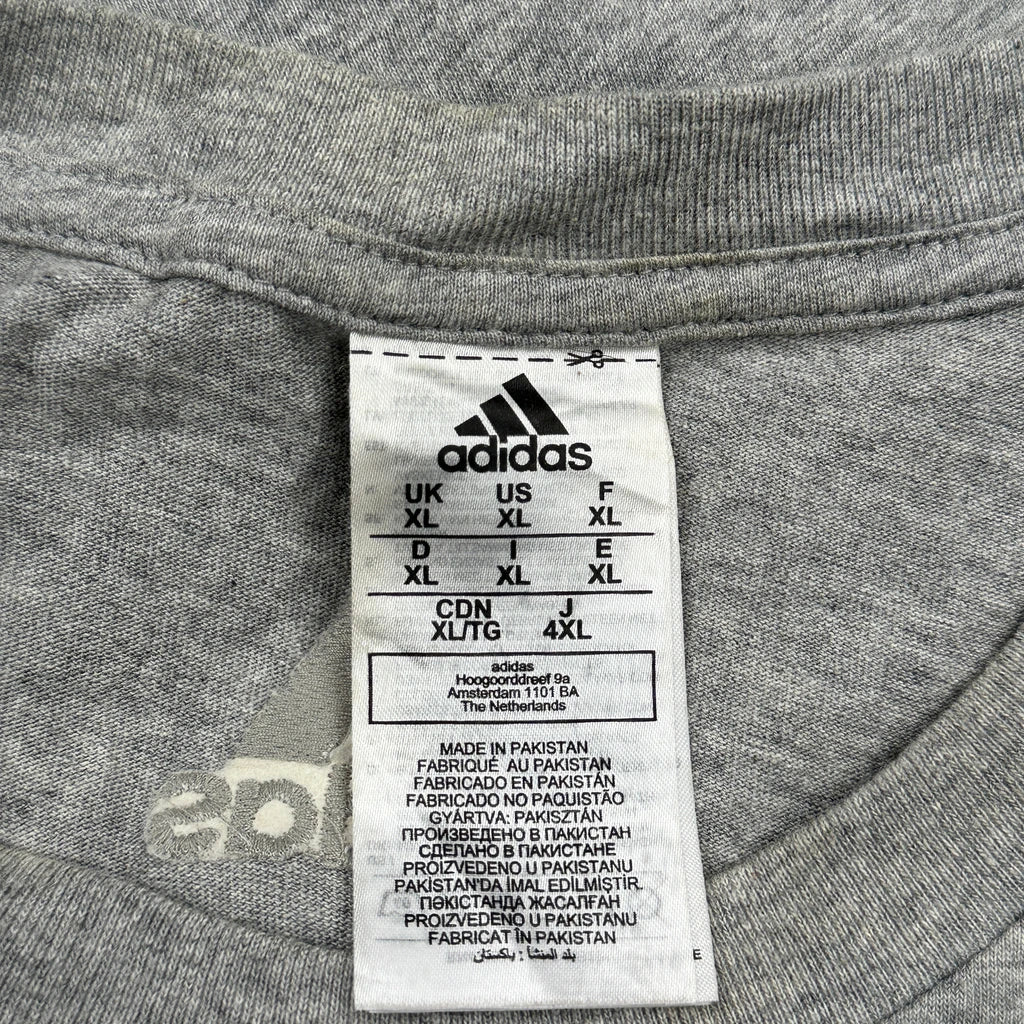 adidas
UK US F
XL XL XL
D I E
XL XL XL
CDN J
XL/TG 4XL
adidas
Hoogoorddreef 9a
Amsterdam 1101 BA
The Netherlands
MADE IN PAKISTAN
FABRIQUÉ AU PAKISTAN
FABRICADO EN PAKISTÁN
FABRICADO NO PAQUISTÃO
GYÁRTVA: PAKISZTÁN
ПРОИЗВЕДЕНО В ПАКИСТАН
СДЕЛАНО В ПАКИСТАНЕ
PROIZVEDENO U PAKISTANU
PAKİSTAN'DA İMAL EDİLMİŞTİR.
ПӘКІСТАНДА ЖАСАЛҒАН
PROIZVEDENO U PAKISTANU
FABRICAT ÎN PAKISTAN
بلد المنشأ : باكستان
E